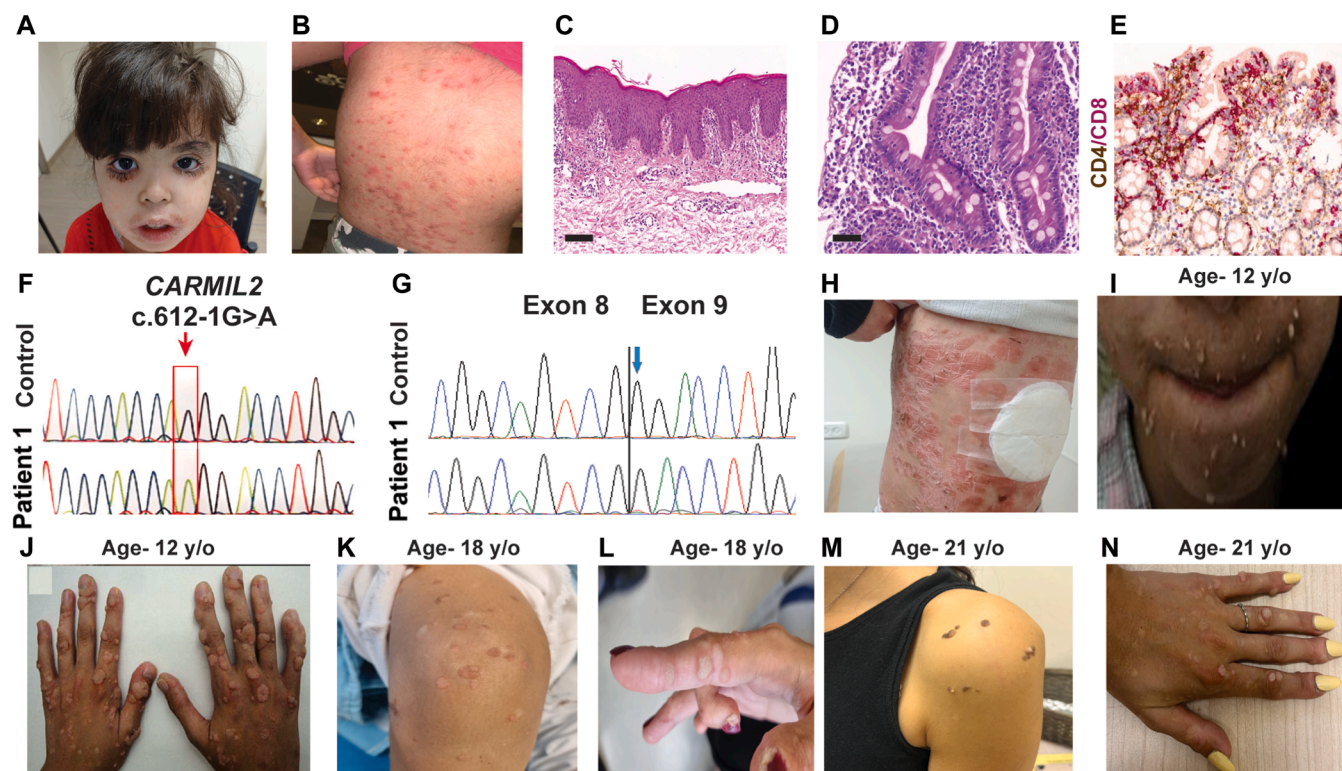 A
B
C
D
E
CD4/CD8
F
CARMIL2
c.612-1G>A
Control
Patient 1
G
Exon 8 Exon 9
Control
Patient 1
H
I
Age- 12 y/o
J
Age- 12 y/o
K
Age- 18 y/o
L
Age- 18 y/o
M
Age- 21 y/o
N
Age- 21 y/o